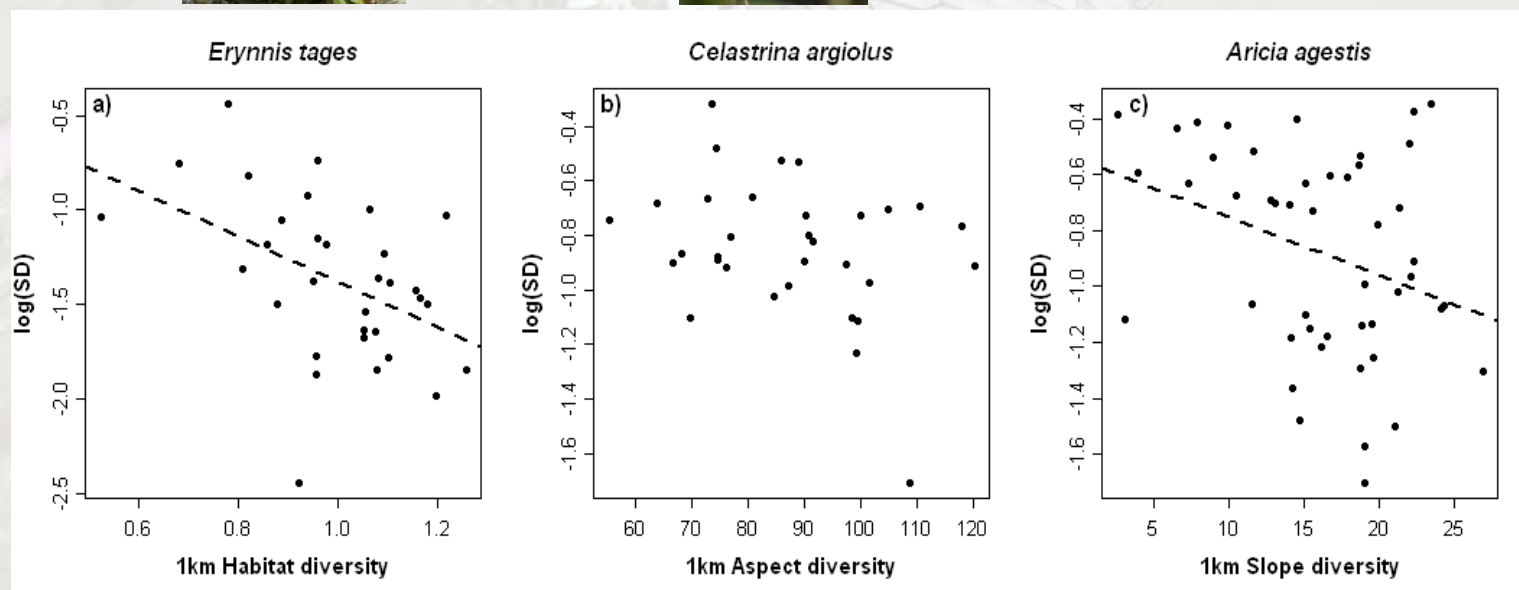 Erynnis tages
Celastrina argiolus
Aricia agestis
a)
-0.5
-1.0
-1.5
-2.0
-2.5
log(SD)
0.6 0.8 1.0 1.2
1km Habitat diversity
b)
-0.4
-0.6
-0.8
-1.0
-1.2
-1.4
-1.6
log(SD)
60 70 80 90 100 110 120
1km Aspect diversity
c)
-0.4
-0.6
-0.8
-1.0
-1.2
-1.4
-1.6
log(SD)
5 10 15 20 25
1km Slope diversity